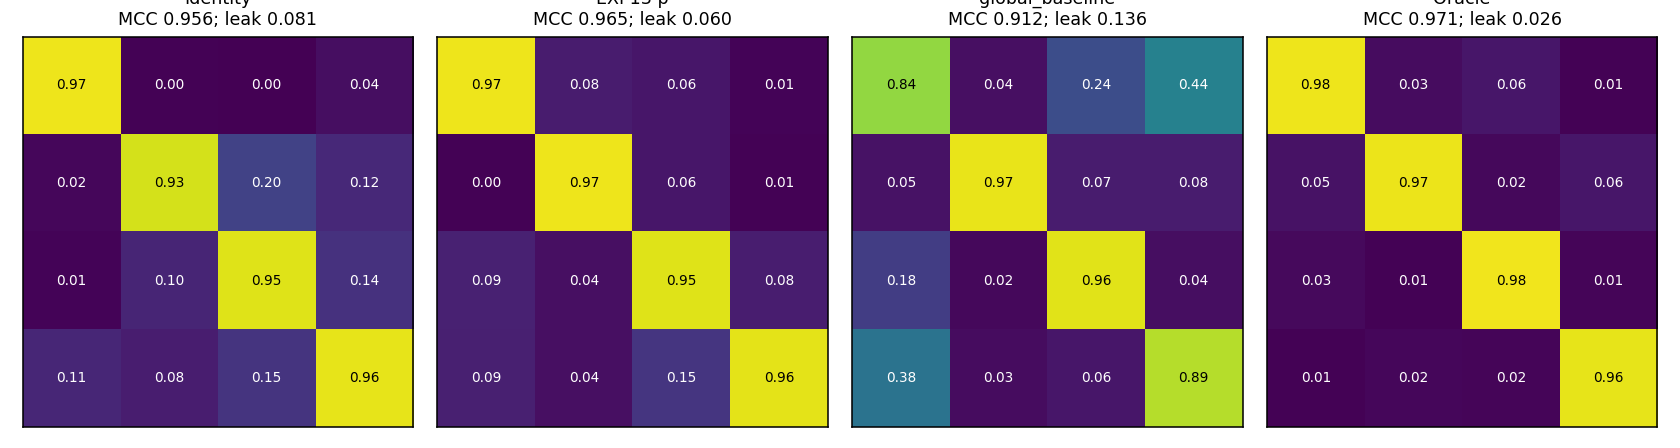 identity EXP13 p global_baseline Oracle
MCC 0.956; leak 0.081 MCC 0.965; leak 0.060 MCC 0.912; leak 0.136 MCC 0.971; leak 0.026
0.97 0.00 0.00 0.04 0.97 0.08 0.06 0.01 0.84 0.04 0.24 0.44 0.98 0.03 0.06 0.01
0.02 0.93 0.20 0.12 0.00 0.97 0.06 0.01 0.05 0.97 0.07 0.08 0.05 0.97 0.02 0.06
0.01 0.10 0.95 0.14 0.09 0.04 0.95 0.08 0.18 0.02 0.96 0.04 0.03 0.01 0.98 0.01
0.11 0.08 0.15 0.96 0.09 0.04 0.15 0.96 0.38 0.03 0.06 0.89 0.01 0.02 0.02 0.96